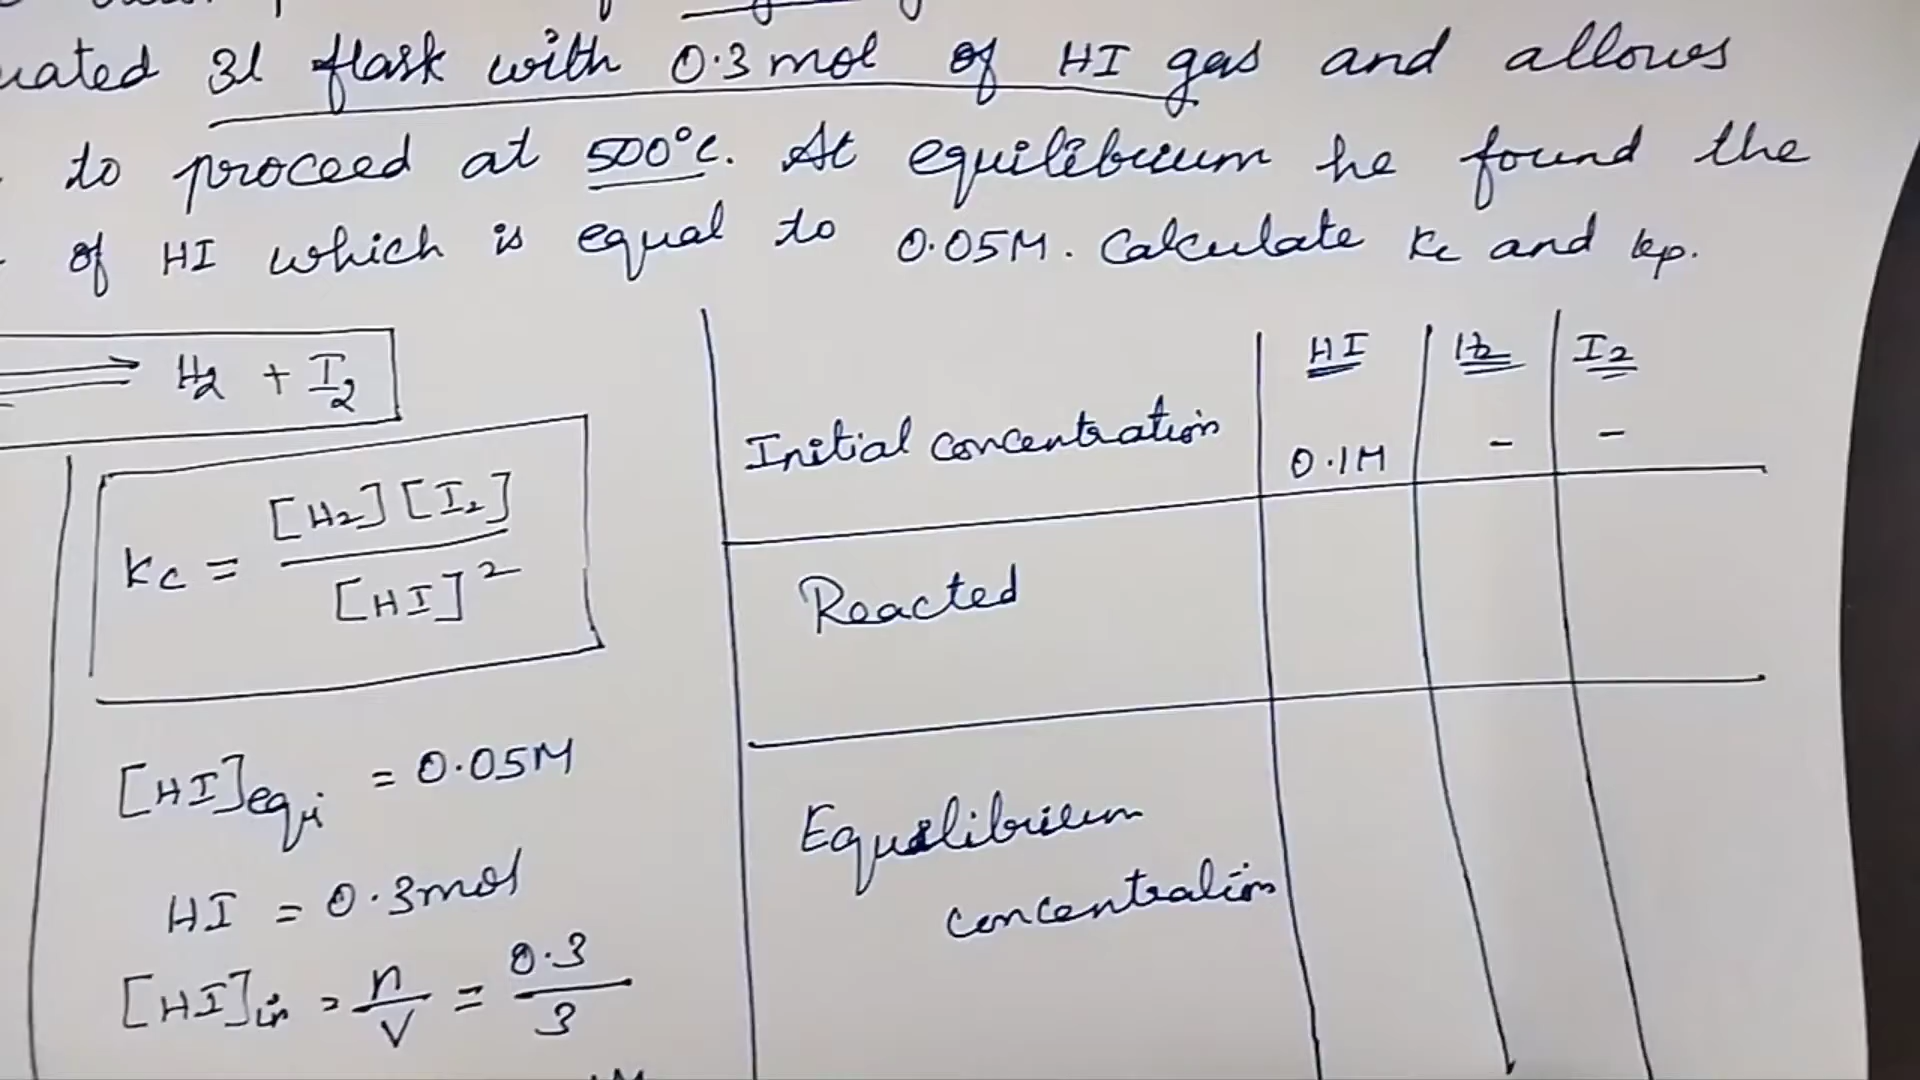 uated 3l flask with 0.3 mol of HI gas and allows
to proceed at 500°c. At equilibrium he found the
of HI which is equal to 0.05M. Calculate kc and kp.
⇌ H2 + I2
kc = [H2] [I2] / [HI]²
[HI]equi = 0.05M
HI = 0.3mol
[HI]in = n/V = 0.3/3
HI H2 I2
Initial concentration 0.1M - -
Reacted
Equilibrium
concentration